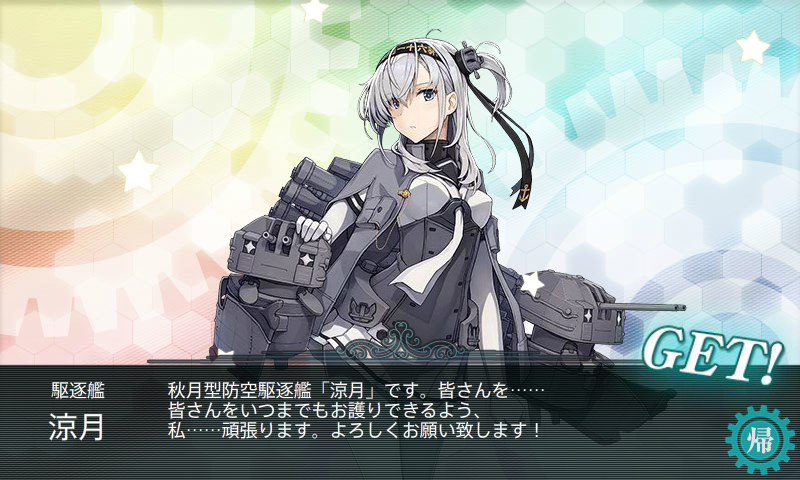 十六
GET!
駆逐艦
涼月
秋月型防空駆逐艦「涼月」です。皆さんを……
皆さんをいつまでもお護りできるよう、
私……頑張ります。よろしくお願い致します！
帰